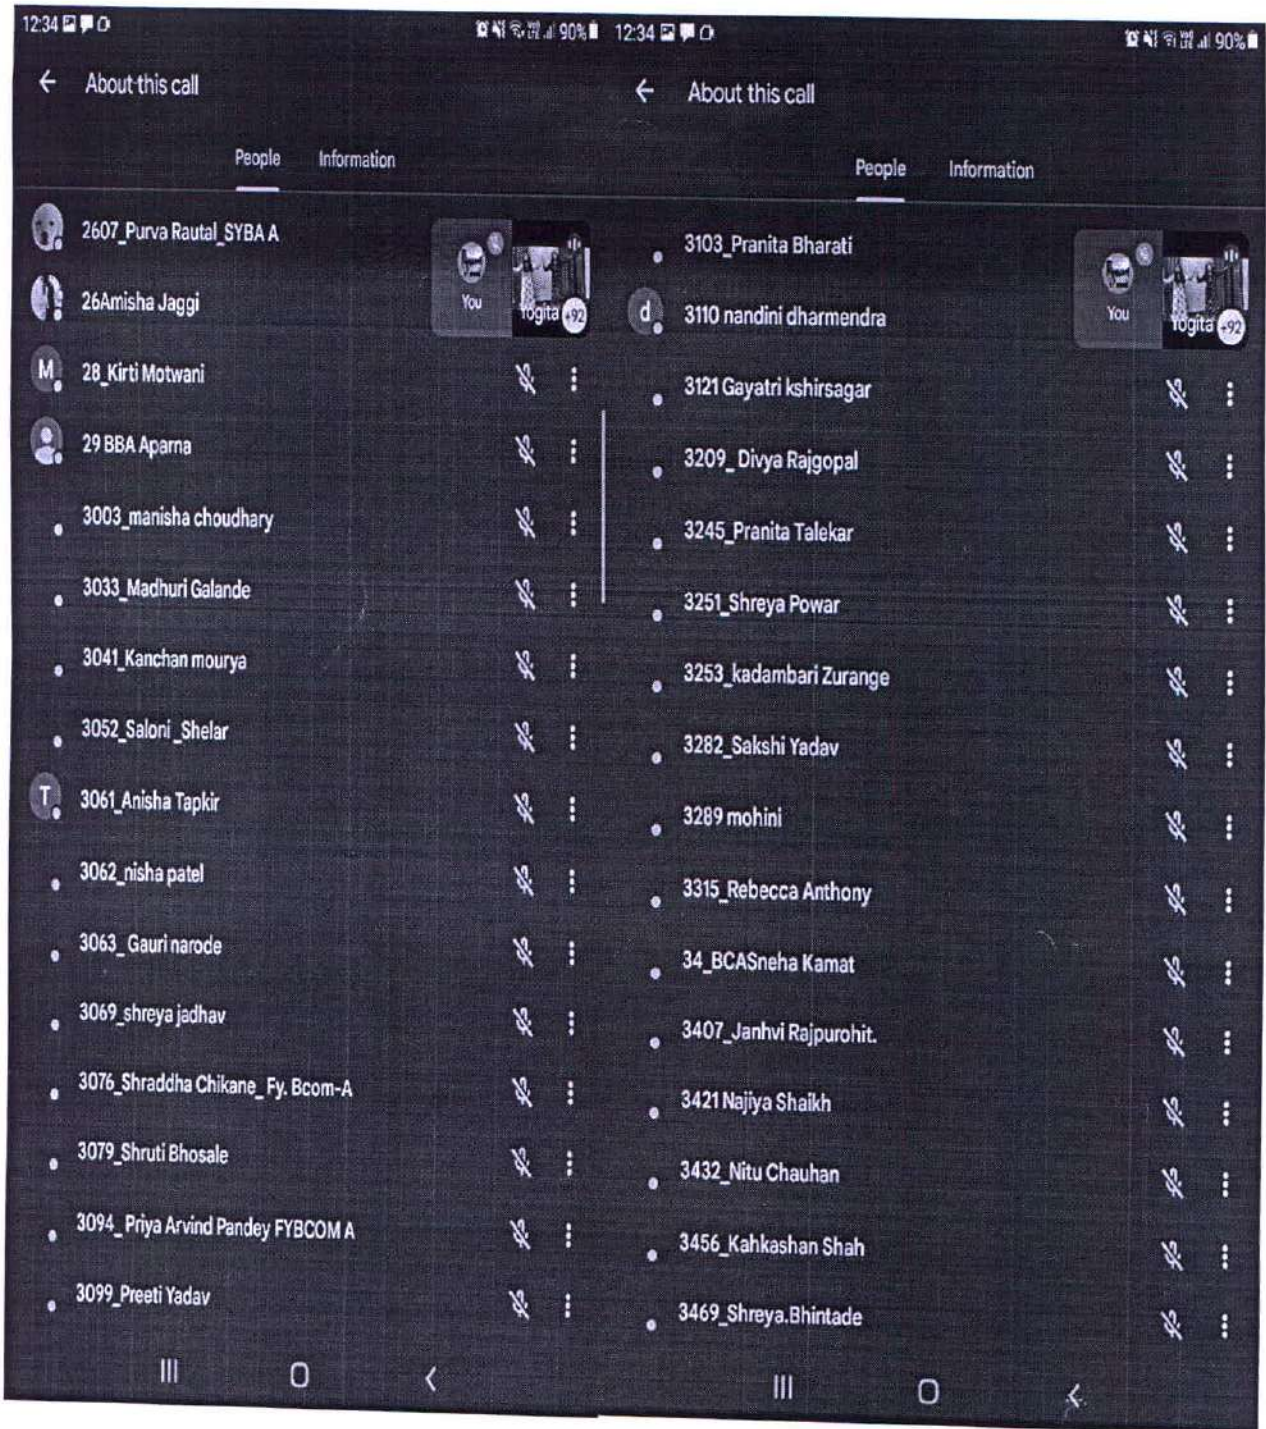 12:34
90%
About this call
People Information
2607_Purva Rautal_SYBA A
26Amisha Jaggi
You
Yogita
+92
M
28_Kirti Motwani
29 BBA Aparna
3003_manisha choudhary
3033_Madhuri Galande
3041_Kanchan mourya
3052_Saloni _Shelar
T
3061_Anisha Tapkir
3062_nisha patel
3063_ Gauri narode
3069_shreya jadhav
3076_Shraddha Chikane_ Fy. Bcom-A
3079_Shruti Bhosale
3094_ Priya Arvind Pandey FYBCOM A
3099_Preeti Yadav
12:34
90%
About this call
People Information
3103_Pranita Bharati
You
Yogita
+92
d
3110 nandini dharmendra
3121 Gayatri kshirsagar
3209_ Divya Rajgopal
3245_Pranita Talekar
3251_Shreya Powar
3253_kadambari Zurange
3282_Sakshi Yadav
3289 mohini
3315_Rebecca Anthony
34_BCASneha Kamat
3407_Janhvi Rajpurohit.
3421 Najiya Shaikh
3432_Nitu Chauhan
3456_Kahkashan Shah
3469_Shreya.Bhintade